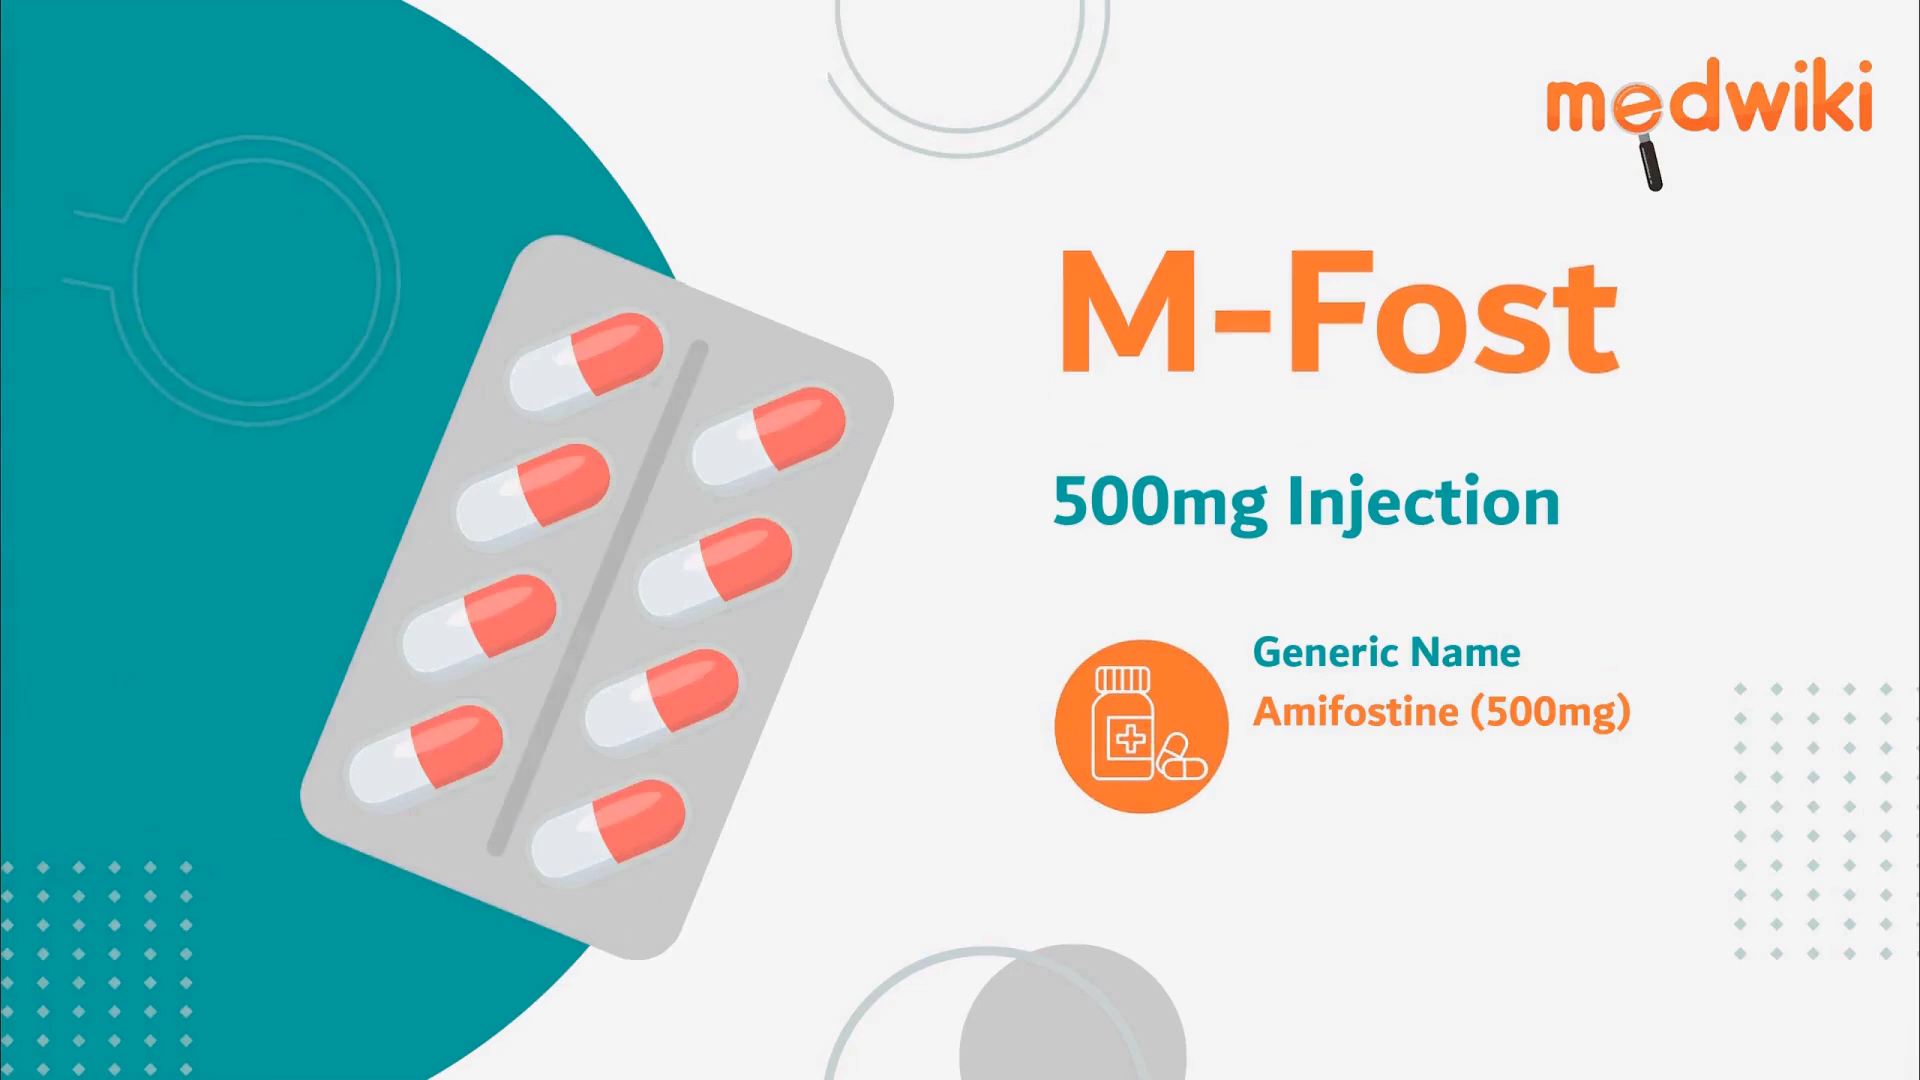 medwiki
M-Fost
500mg Injection
Generic Name
Amifostine (500mg)